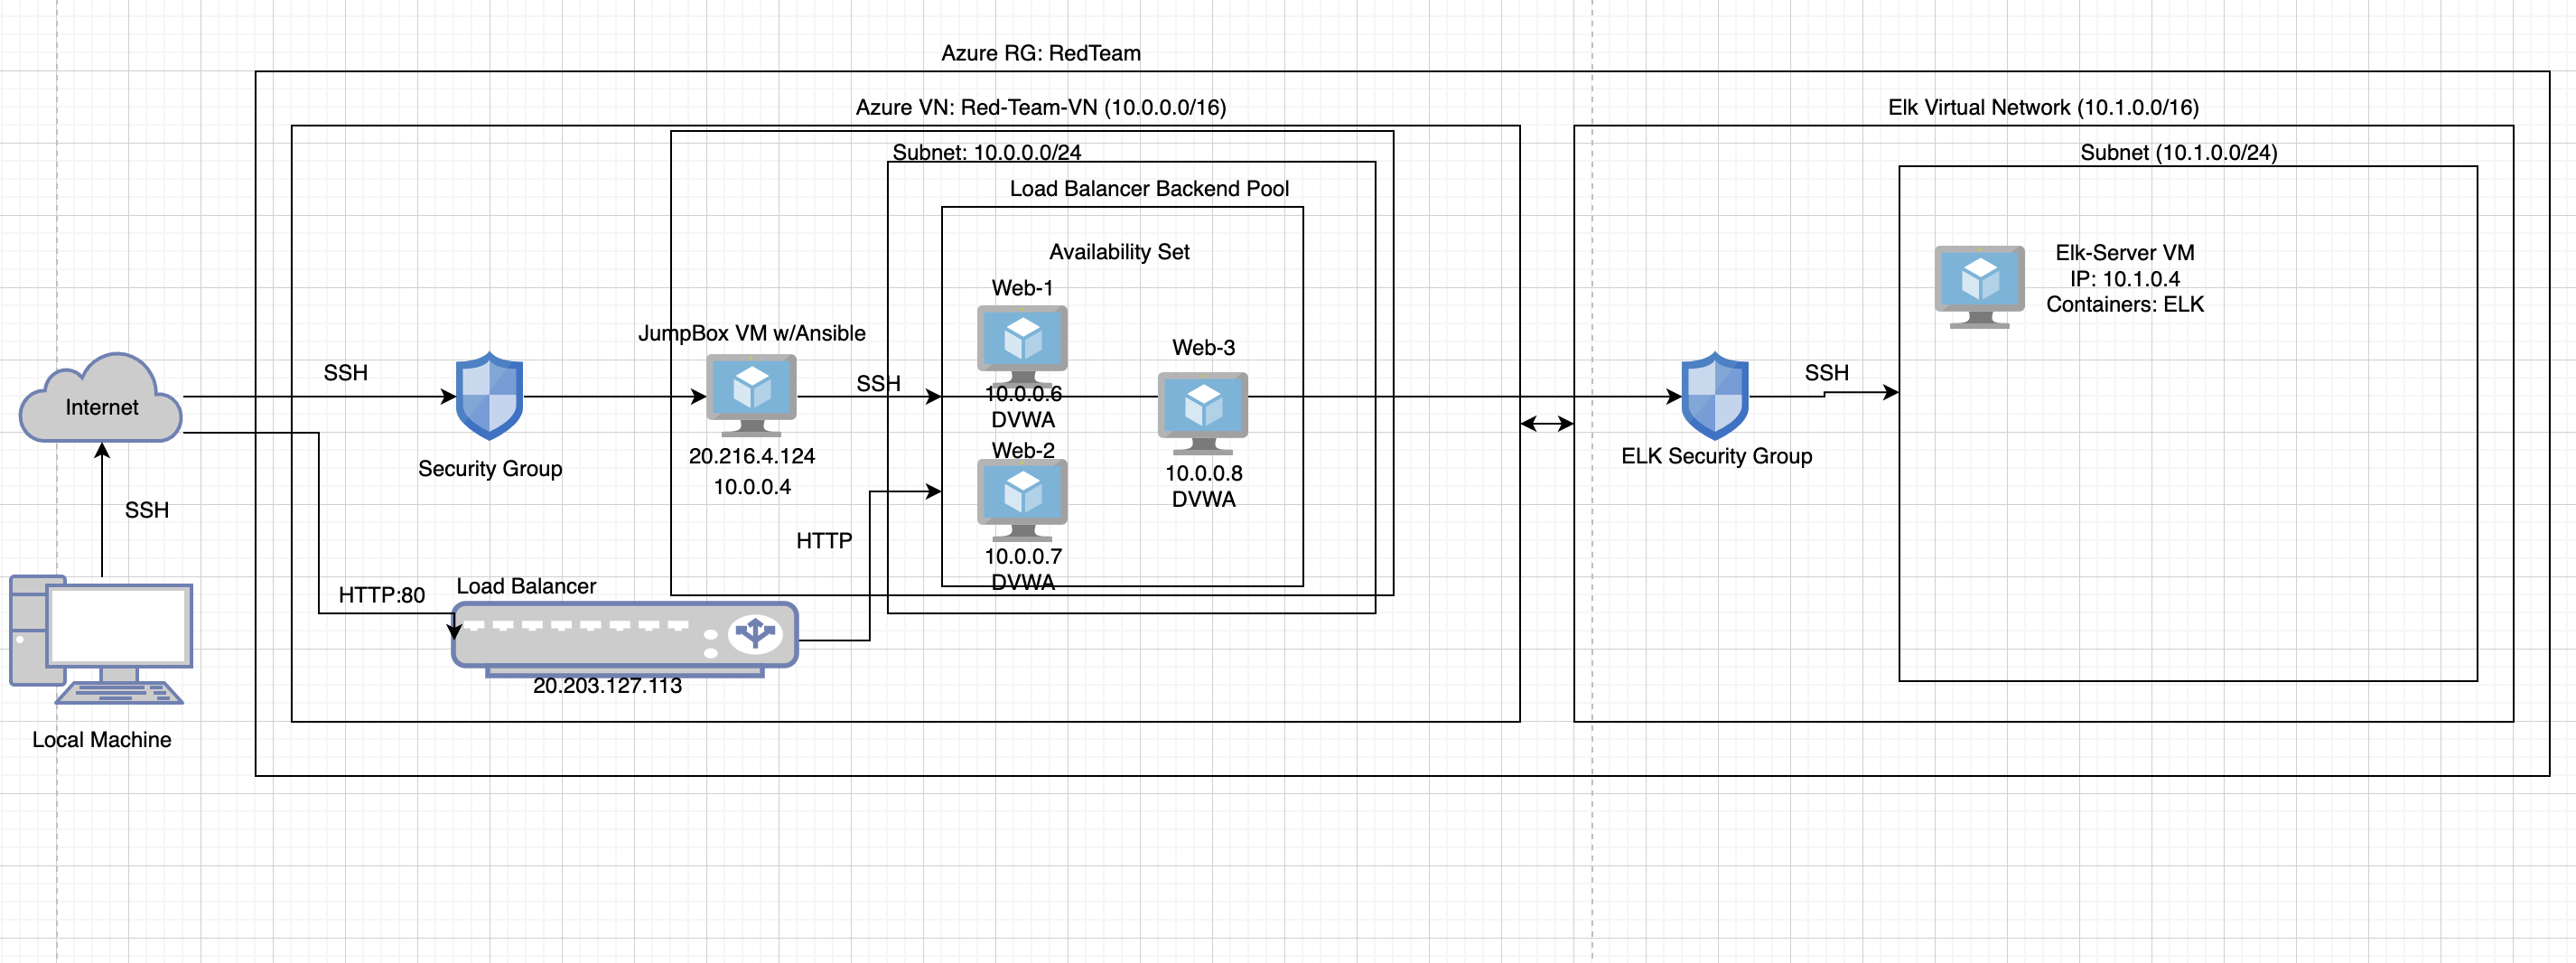 Azure RG: RedTeam
Azure VN: Red-Team-VN (10.0.0.0/16)
Elk Virtual Network (10.1.0.0/16)
Subnet: 10.0.0.0/24
Subnet (10.1.0.0/24)
Load Balancer Backend Pool
Availability Set
Elk-Server VM
IP: 10.1.0.4
Containers: ELK
Web-1
10.0.0.6
DVWA
Web-2
10.0.0.7
DVWA
Web-3
10.0.0.8
DVWA
JumpBox VM w/Ansible
20.216.4.124
10.0.0.4
SSH
SSH
SSH
SSH
Internet
Security Group
ELK Security Group
HTTP
HTTP:80
Load Balancer
20.203.127.113
Local Machine